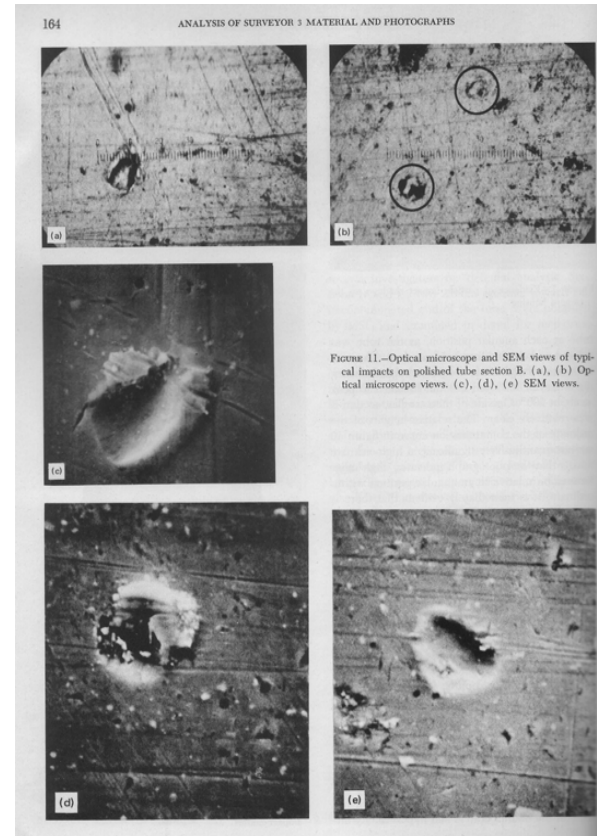 164
ANALYSIS OF SURVEYOR 3 MATERIAL AND PHOTOGRAPHS
(a)
(b)
(c)
FIGURE 11.—Optical microscope and SEM views of typi-
cal impacts on polished tube section B. (a), (b) Op-
tical microscope views. (c), (d), (e) SEM views.
(d)
(e)